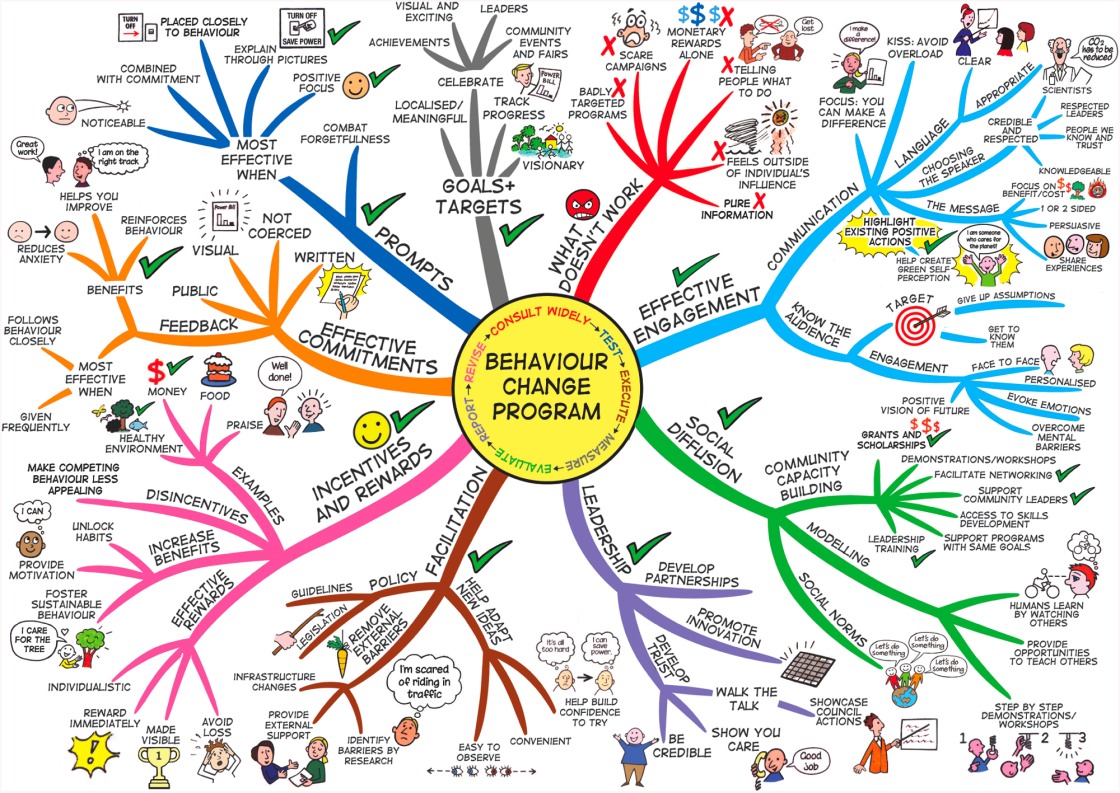 BEHAVIOUR
CHANGE
PROGRAM
CONSULT WIDELY
TEST
EXECUTE
MEASURE
EVALUATE
REPORT
REVISE
PROMPTS
MOST
EFFECTIVE
WHEN
NOTICEABLE
COMBINED
WITH COMMITMENT
TURN
OFF
PLACED CLOSELY
TO BEHAVIOUR
EXPLAIN
THROUGH PICTURES
TURN OFF
SAVE POWER
POSITIVE
FOCUS
COMBAT
FORGETFULNESS
GOALS+
TARGETS
LOCALISED/
MEANINGFUL
CELEBRATE
ACHIEVEMENTS
VISUAL AND
EXCITING
LEADERS
COMMUNITY
EVENTS
AND FAIRS
TRACK
PROGRESS
POWER
BILL
VISIONARY
WHAT
DOESN'T WORK
BADLY
TARGETED
PROGRAMS
SCARE
CAMPAIGNS
$$$
MONETARY
REWARDS
ALONE
TELLING
PEOPLE WHAT
TO DO
Get
lost
FEELS OUTSIDE
OF INDIVIDUAL'S
INFLUENCE
PURE
INFORMATION
EFFECTIVE
ENGAGEMENT
COMMUNICATION
FOCUS: YOU
CAN MAKE A
DIFFERENCE
I make
a
difference!
KISS: AVOID
OVERLOAD
LANGUAGE
CLEAR
APPROPRIATE
CO2
has to be
reduced
SCIENTISTS
CHOOSING
THE SPEAKER
CREDIBLE
AND
RESPECTED
RESPECTED
LEADERS
PEOPLE WE
KNOW AND
TRUST
KNOWLEDGEABLE
THE MESSAGE
FOCUS ON
BENEFIT/COST
$$
1 OR 2 SIDED
PERSUASIVE
SHARE
EXPERIENCES
HIGHLIGHT
EXISTING POSITIVE
ACTIONS
HELP CREATE
GREEN SELF
PERCEPTION
I am someone
who cares for
the planet!
KNOW THE
AUDIENCE
TARGET
GIVE UP ASSUMPTIONS
GET TO
KNOW THEM
ENGAGEMENT
FACE TO FACE
PERSONALISED
EVOKE EMOTIONS
OVERCOME
MENTAL
BARRIERS
POSITIVE
VISION OF FUTURE
SOCIAL
DIFFUSION
COMMUNITY
CAPACITY
BUILDING
$$$
GRANTS AND
SCHOLARSHIPS
DEMONSTRATIONS/WORKSHOPS
FACILITATE NETWORKING
SUPPORT
COMMUNITY LEADERS
ACCESS TO SKILLS
DEVELOPMENT
SUPPORT PROGRAMS
WITH SAME GOALS
LEADERSHIP
TRAINING
MODELLING
HUMANS LEARN
BY WATCHING
OTHERS
PROVIDE
OPPORTUNITIES
TO TEACH OTHERS
STEP BY STEP
DEMONSTRATIONS/
WORKSHOPS
1
2
3
SOCIAL NORMS
Let's do
something
Let's do
something
Let's do
something
LEADERSHIP
DEVELOP
PARTNERSHIPS
PROMOTE
INNOVATION
DEVELOP
TRUST
WALK THE
TALK
SHOWCASE
COUNCIL
ACTIONS
SHOW YOU
CARE
Good
job
BE
CREDIBLE
FACILITATION
HELP ADAPT
NEW IDEAS
It's all
too hard
I can
save
power.
HELP BUILD
CONFIDENCE
TO TRY
CONVENIENT
EASY TO
OBSERVE
POLICY
GUIDELINES
LEGISLATION
REMOVE
EXTERNAL
BARRIERS
INFRASTRUCTURE
CHANGES
PROVIDE
EXTERNAL
SUPPORT
IDENTIFY
BARRIERS BY
RESEARCH
I'm scared
of riding in
traffic
INCENTIVES
AND REWARDS
EXAMPLES
HEALTHY
ENVIRONMENT
$
MONEY
FOOD
PRAISE
Well
done!
DISINCENTIVES
MAKE COMPETING
BEHAVIOUR LESS
APPEALING
INCREASE
BENEFITS
UNLOCK
HABITS
I CAN
PROVIDE
MOTIVATION
FOSTER
SUSTAINABLE
BEHAVIOUR
EFFECTIVE
REWARDS
I CARE
FOR THE
TREE
INDIVIDUALISTIC
REWARD
IMMEDIATELY
!
MADE
VISIBLE
1
AVOID
LOSS
EFFECTIVE
COMMITMENTS
FEEDBACK
BENEFITS
REDUCES
ANXIETY
HELPS YOU
IMPROVE
Great
work!
I am on the
right track
REINFORCES
BEHAVIOUR
MOST
EFFECTIVE
WHEN
FOLLOWS
BEHAVIOUR
CLOSELY
GIVEN
FREQUENTLY
PUBLIC
VISUAL
Power Bill
NOT
COERCED
WRITTEN